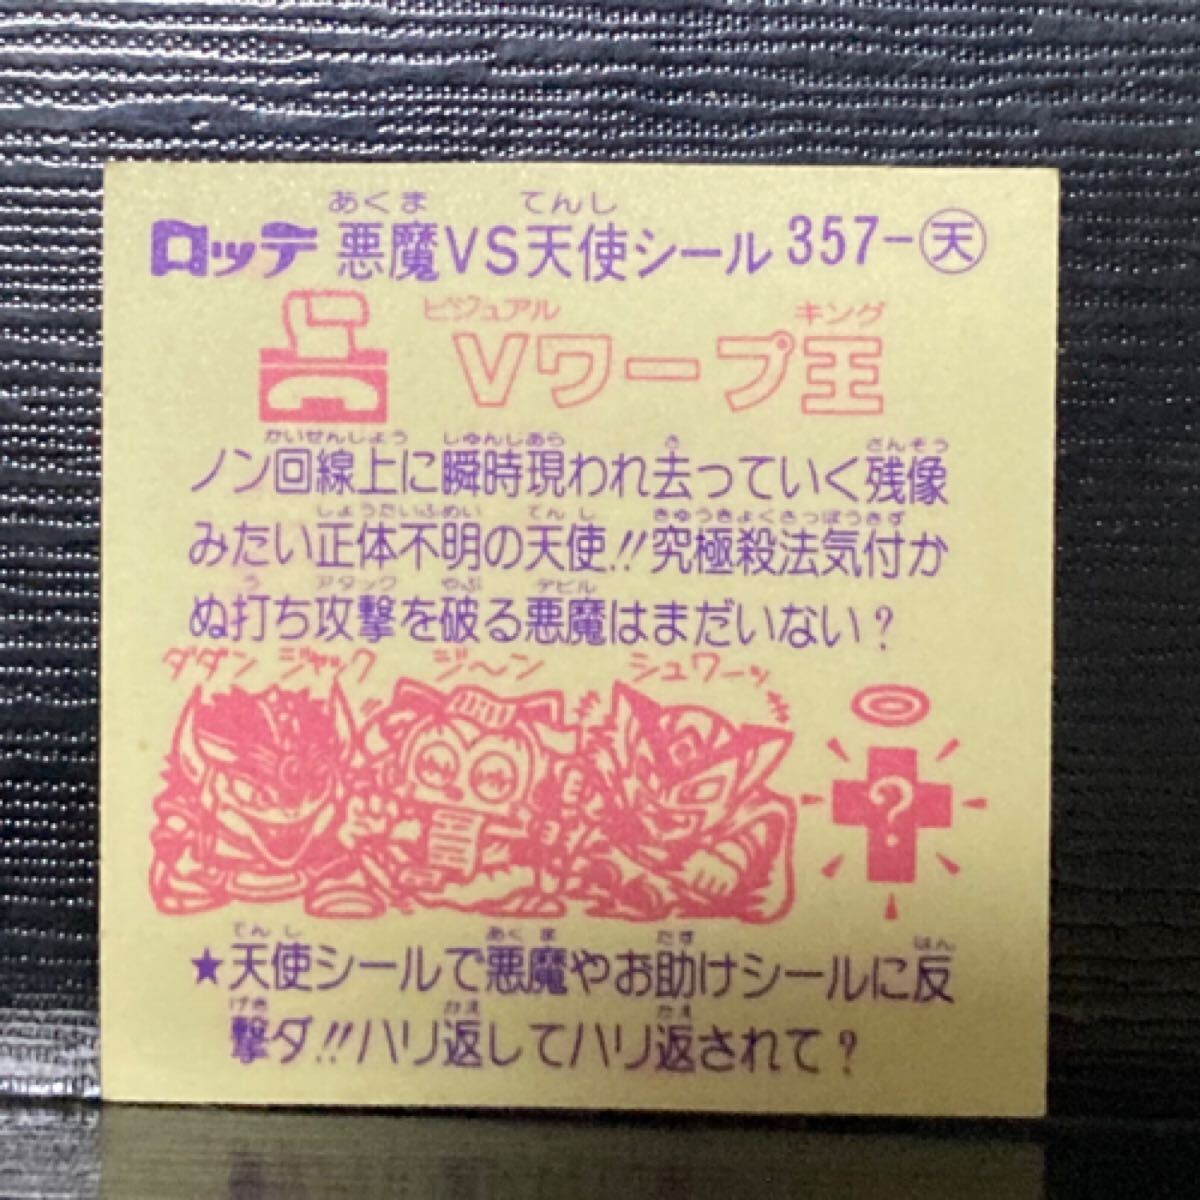 あくま てんし
ロッテ 悪魔VS天使シール 357-天
ビジュアル キング
Vワープ王
かいせんじょう しゅんじあら さ ざんぞう
ノン回線上に瞬時現われ去っていく残像
しょうたいふめい てんし きゅうきょくさっぽうきず
みたい正体不明の天使!!究極殺法気付か
う アタック やぶ デビル
ぬ打ち攻撃を破る悪魔はまだいない?
ダダン ジャック ジ〜ン シュワーッ
?
てんし あくま たす はん
★天使シールで悪魔やお助けシールに反
げき かえ かえ
撃ダ!!ハリ返してハリ返されて?